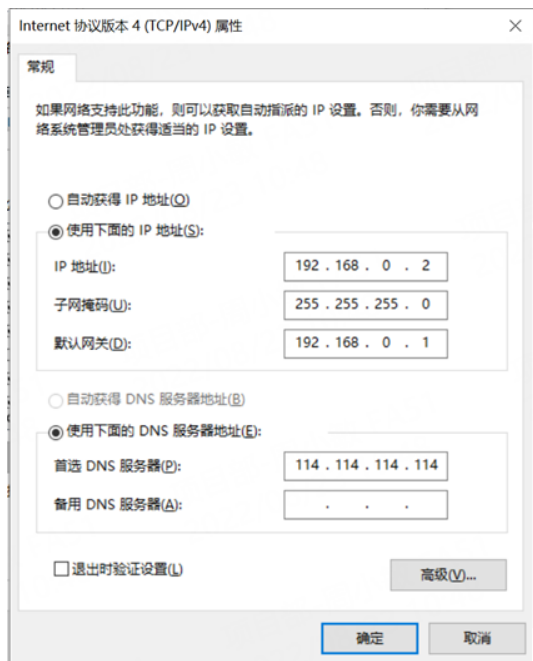 Internet 协议版本 4 (TCP/IPv4) 属性
常规
如果网络支持此功能，则可以获取自动指派的 IP 设置。否则，你需要从网
络系统管理员处获得适当的 IP 设置。
自动获得 IP 地址(O)
使用下面的 IP 地址(S):
IP 地址(I): 192 . 168 . 0 . 2
子网掩码(U): 255 . 255 . 255 . 0
默认网关(D): 192 . 168 . 0 . 1
自动获得 DNS 服务器地址(B)
使用下面的 DNS 服务器地址(E):
首选 DNS 服务器(P): 114 . 114 . 114 . 114
备用 DNS 服务器(A): . . .
退出时验证设置(L)
高级(V)...
确定 取消